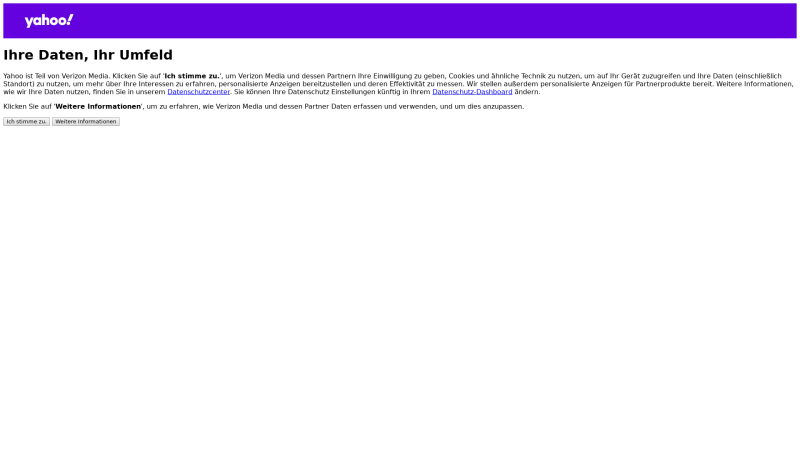 yahoo!
Ihre Daten, Ihr Umfeld
Yahoo ist Teil von Verizon Media. Klicken Sie auf 'Ich stimme zu.', um Verizon Media und dessen Partnern Ihre Einwilligung zu geben, Cookies und ähnliche Technik zu nutzen, um auf Ihr Gerät zuzugreifen und Ihre Daten (einschließlich
Standort) zu nutzen, um mehr über Ihre Interessen zu erfahren, personalisierte Anzeigen bereitzustellen und deren Effektivität zu messen. Wir stellen außerdem personalisierte Anzeigen für Partnerprodukte bereit. Weitere Informationen,
wie wir Ihre Daten nutzen, finden Sie in unserem Datenschutzcenter. Sie können Ihre Datenschutz Einstellungen künftig in Ihrem Datenschutz-Dashboard ändern.
Klicken Sie auf 'Weitere Informationen', um zu erfahren, wie Verizon Media und dessen Partner Daten erfassen und verwenden, und um dies anzupassen.
Ich stimme zu. Weitere Informationen